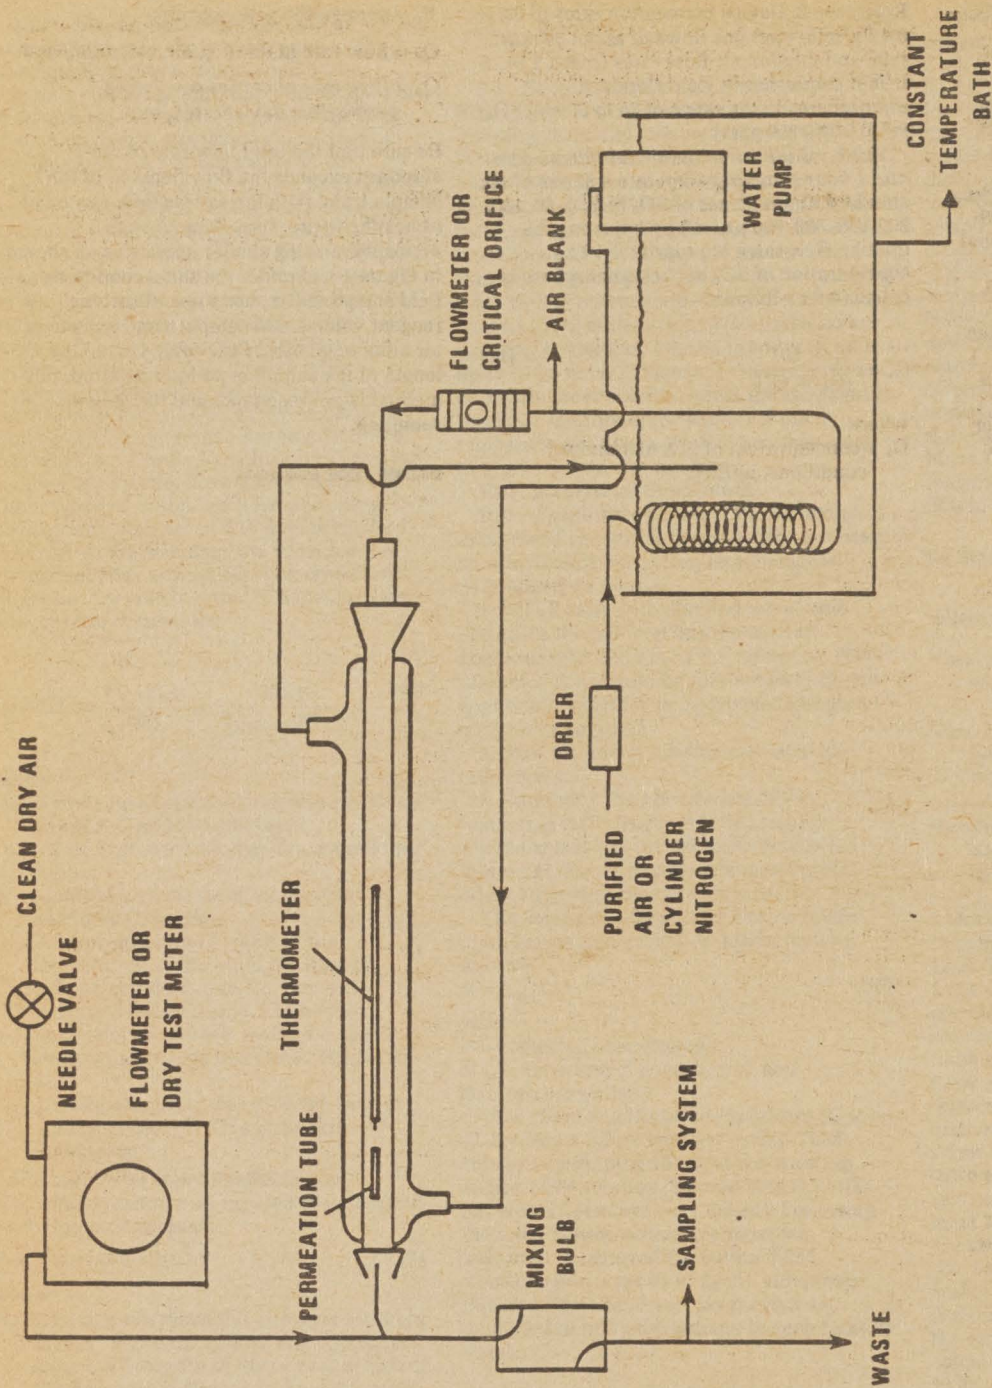 CLEAN DRY AIR
NEEDLE VALVE
FLOWMETER OR
DRY TEST METER
THERMOMETER
PERMEATION TUBE
MIXING
BULB
SAMPLING SYSTEM
WASTE
FLOWMETER OR
CRITICAL ORIFICE
AIR BLANK
DRIER
PURIFIED
AIR OR
CYLINDER
NITROGEN
WATER
PUMP
CONSTANT
TEMPERATURE
BATH